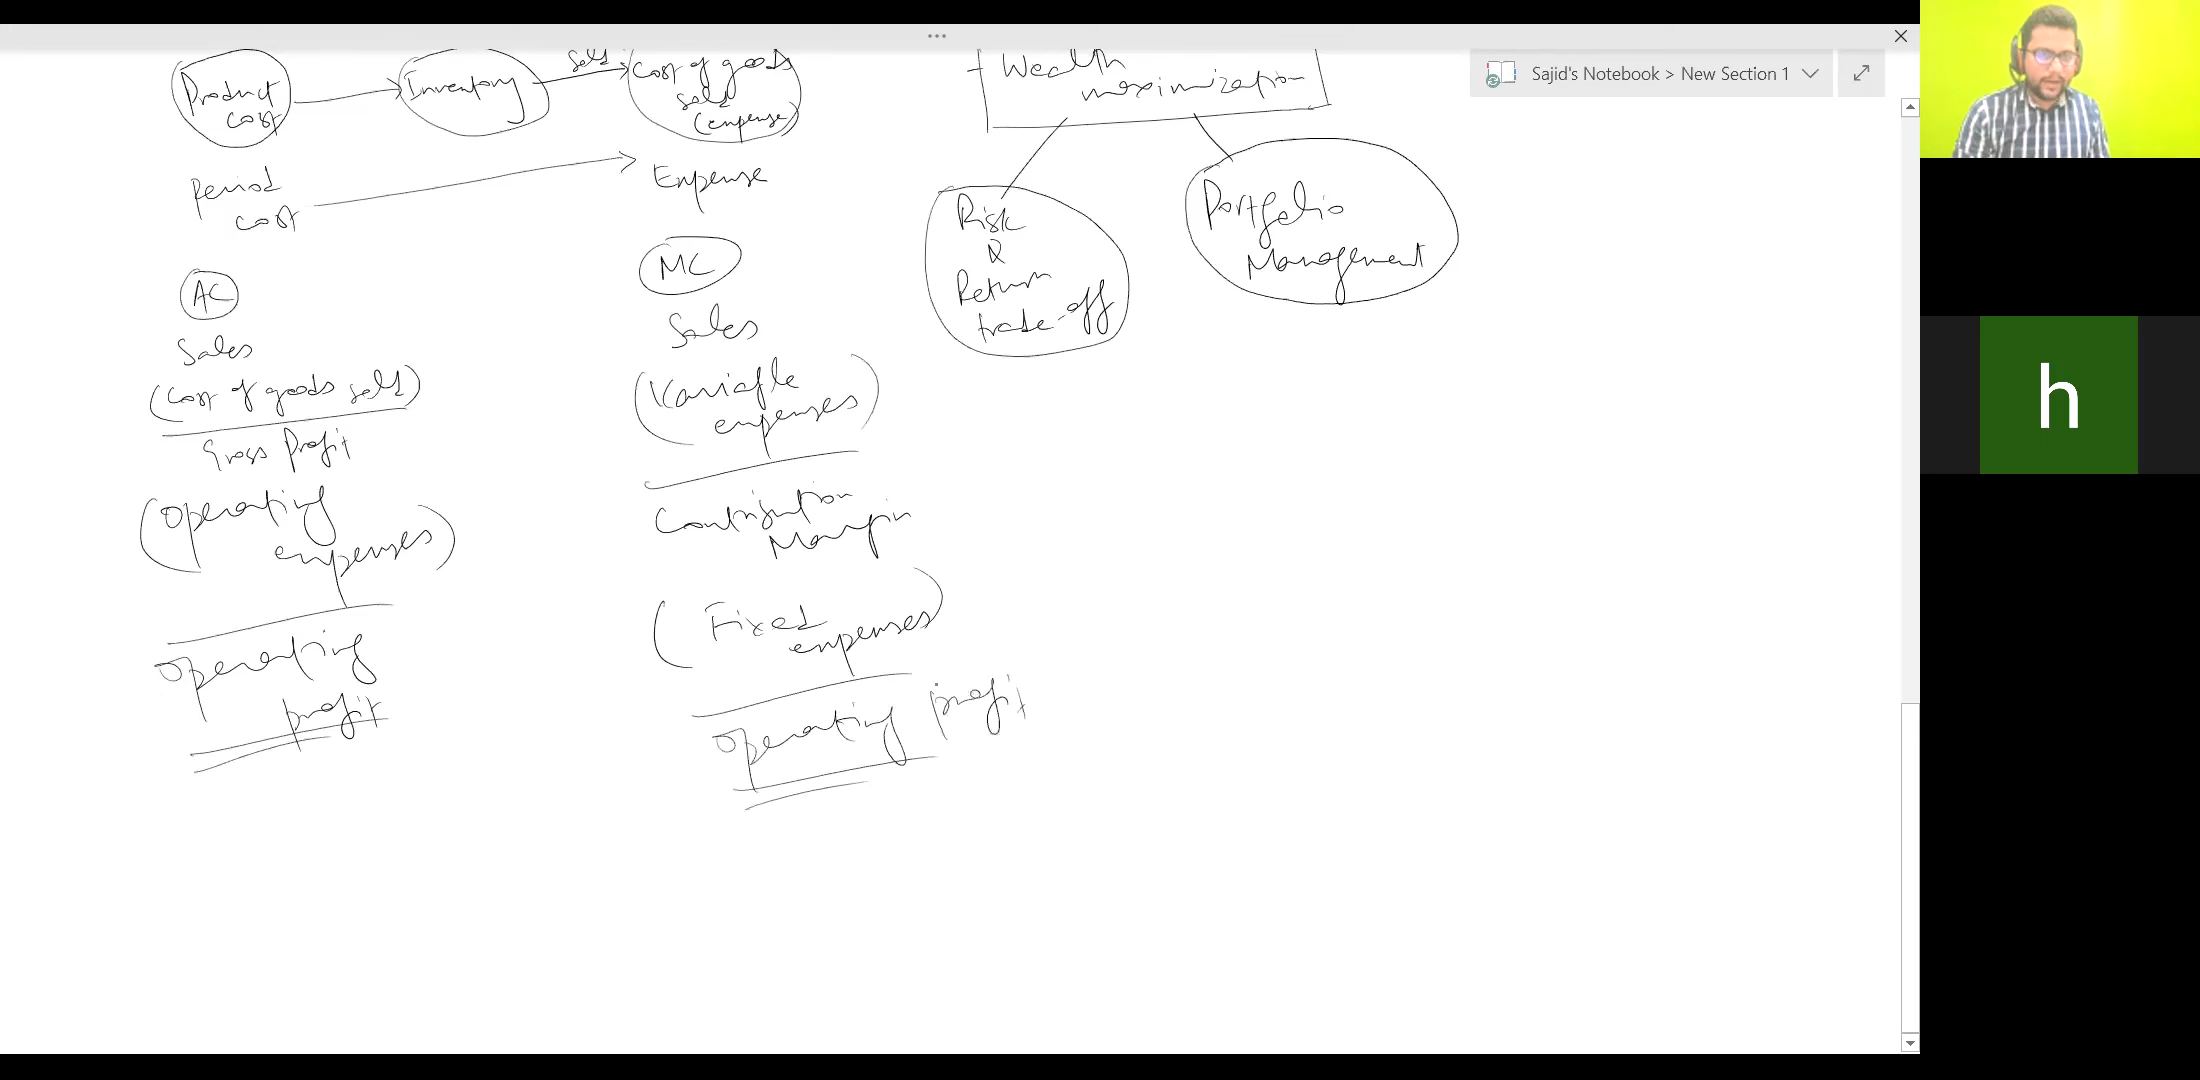 Sajid's Notebook > New Section 1
Product
cost
Inventory
sold
Cost of goods
sold
(expense)
Period
cost
Expense
AC
Sales
(Cost of goods sold)
Gross Profit
(Operating
expenses)
Operating
profit
MC
Sales
(Variable
expenses)
Contribution
Margin
(Fixed
expenses)
Operating profit
Wealth
maximization
Risk
&
Return
trade-off
Portfolio
Management
h